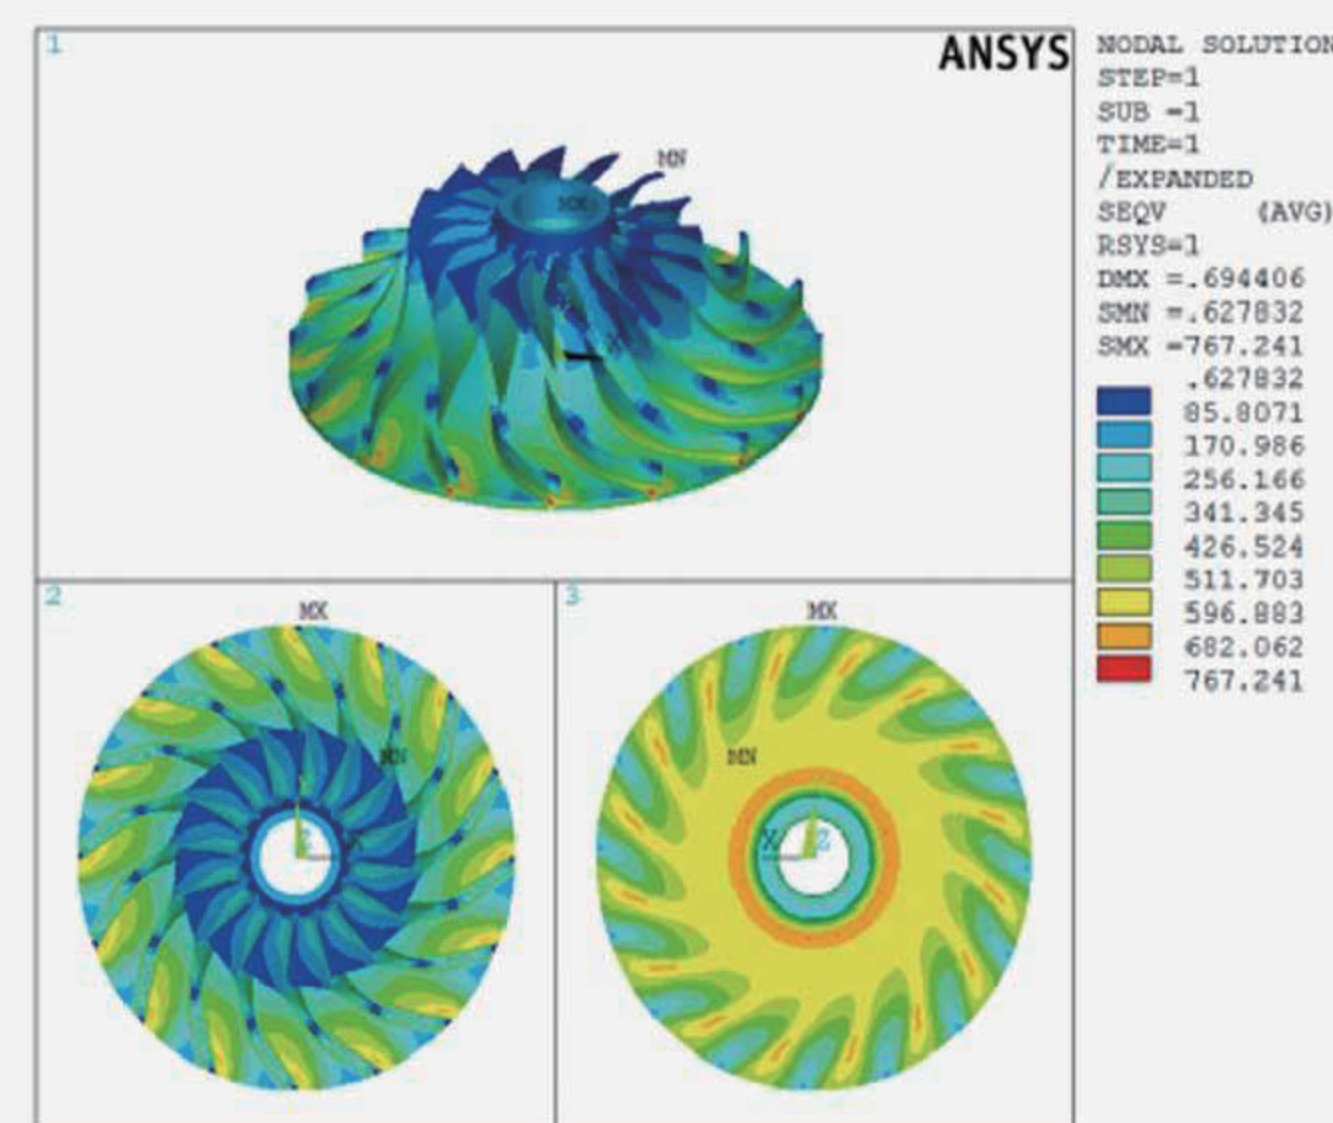 1
ANSYS
NODAL SOLUTION
STEP=1
SUB =1
TIME=1
/EXPANDED
SEQV (AVG)
RSYS=1
DMX =.694406
SMN =.627832
SMX =767.241
.627832
85.8071
170.986
256.166
341.345
426.524
511.703
596.883
682.062
767.241
MN
MX
X
2
MX
MN
Z
X
3
MX
MN
X
Z